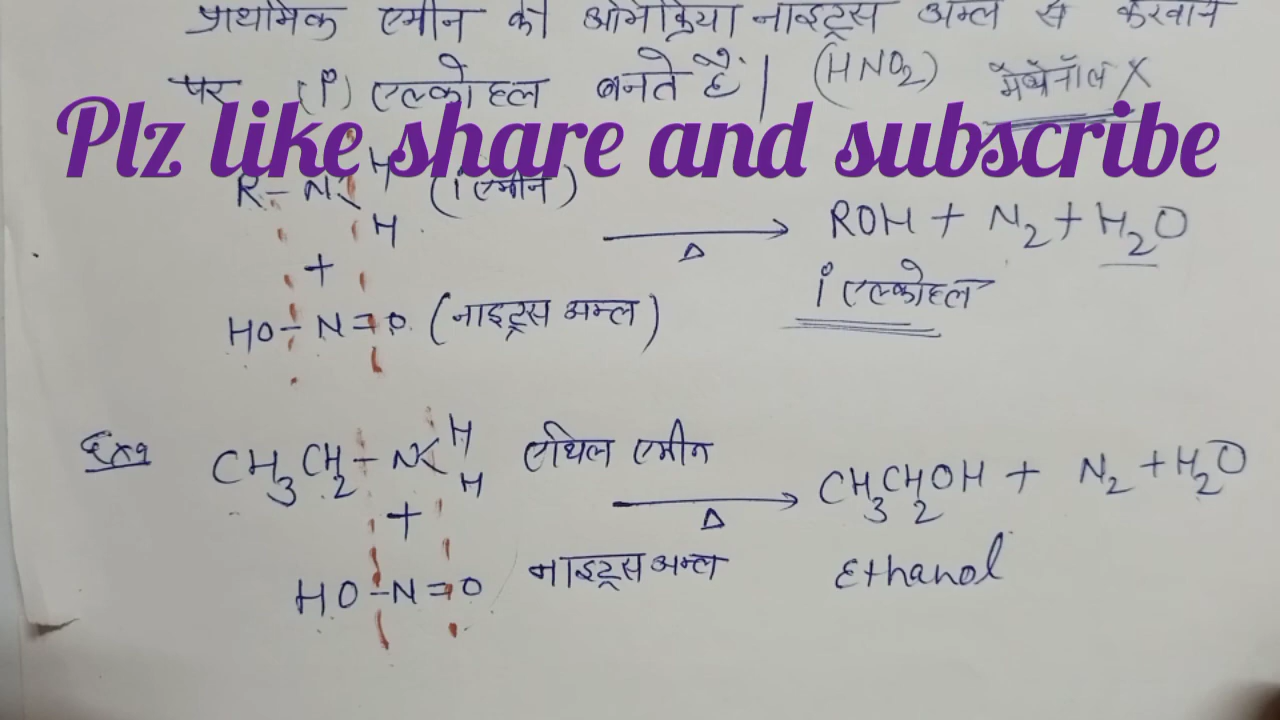 प्राथमिक एमीन की अभिक्रिया नाइट्रस अम्ल से करवाने
पर (i°) एल्कोहल बनते हैं। (HNO2) मेथेनॉल X
Plz like share and subscribe
R-N H (i एमीन)
H
+
HO-N=O (नाइट्रस अम्ल)
Δ
ROH + N2 + H2O
i एल्कोहल
Exa CH3CH2-N H H एथिल एमीन
+
HO-N=O नाइट्रस अम्ल
Δ
CH3CH2OH + N2 + H2O
Ethanol